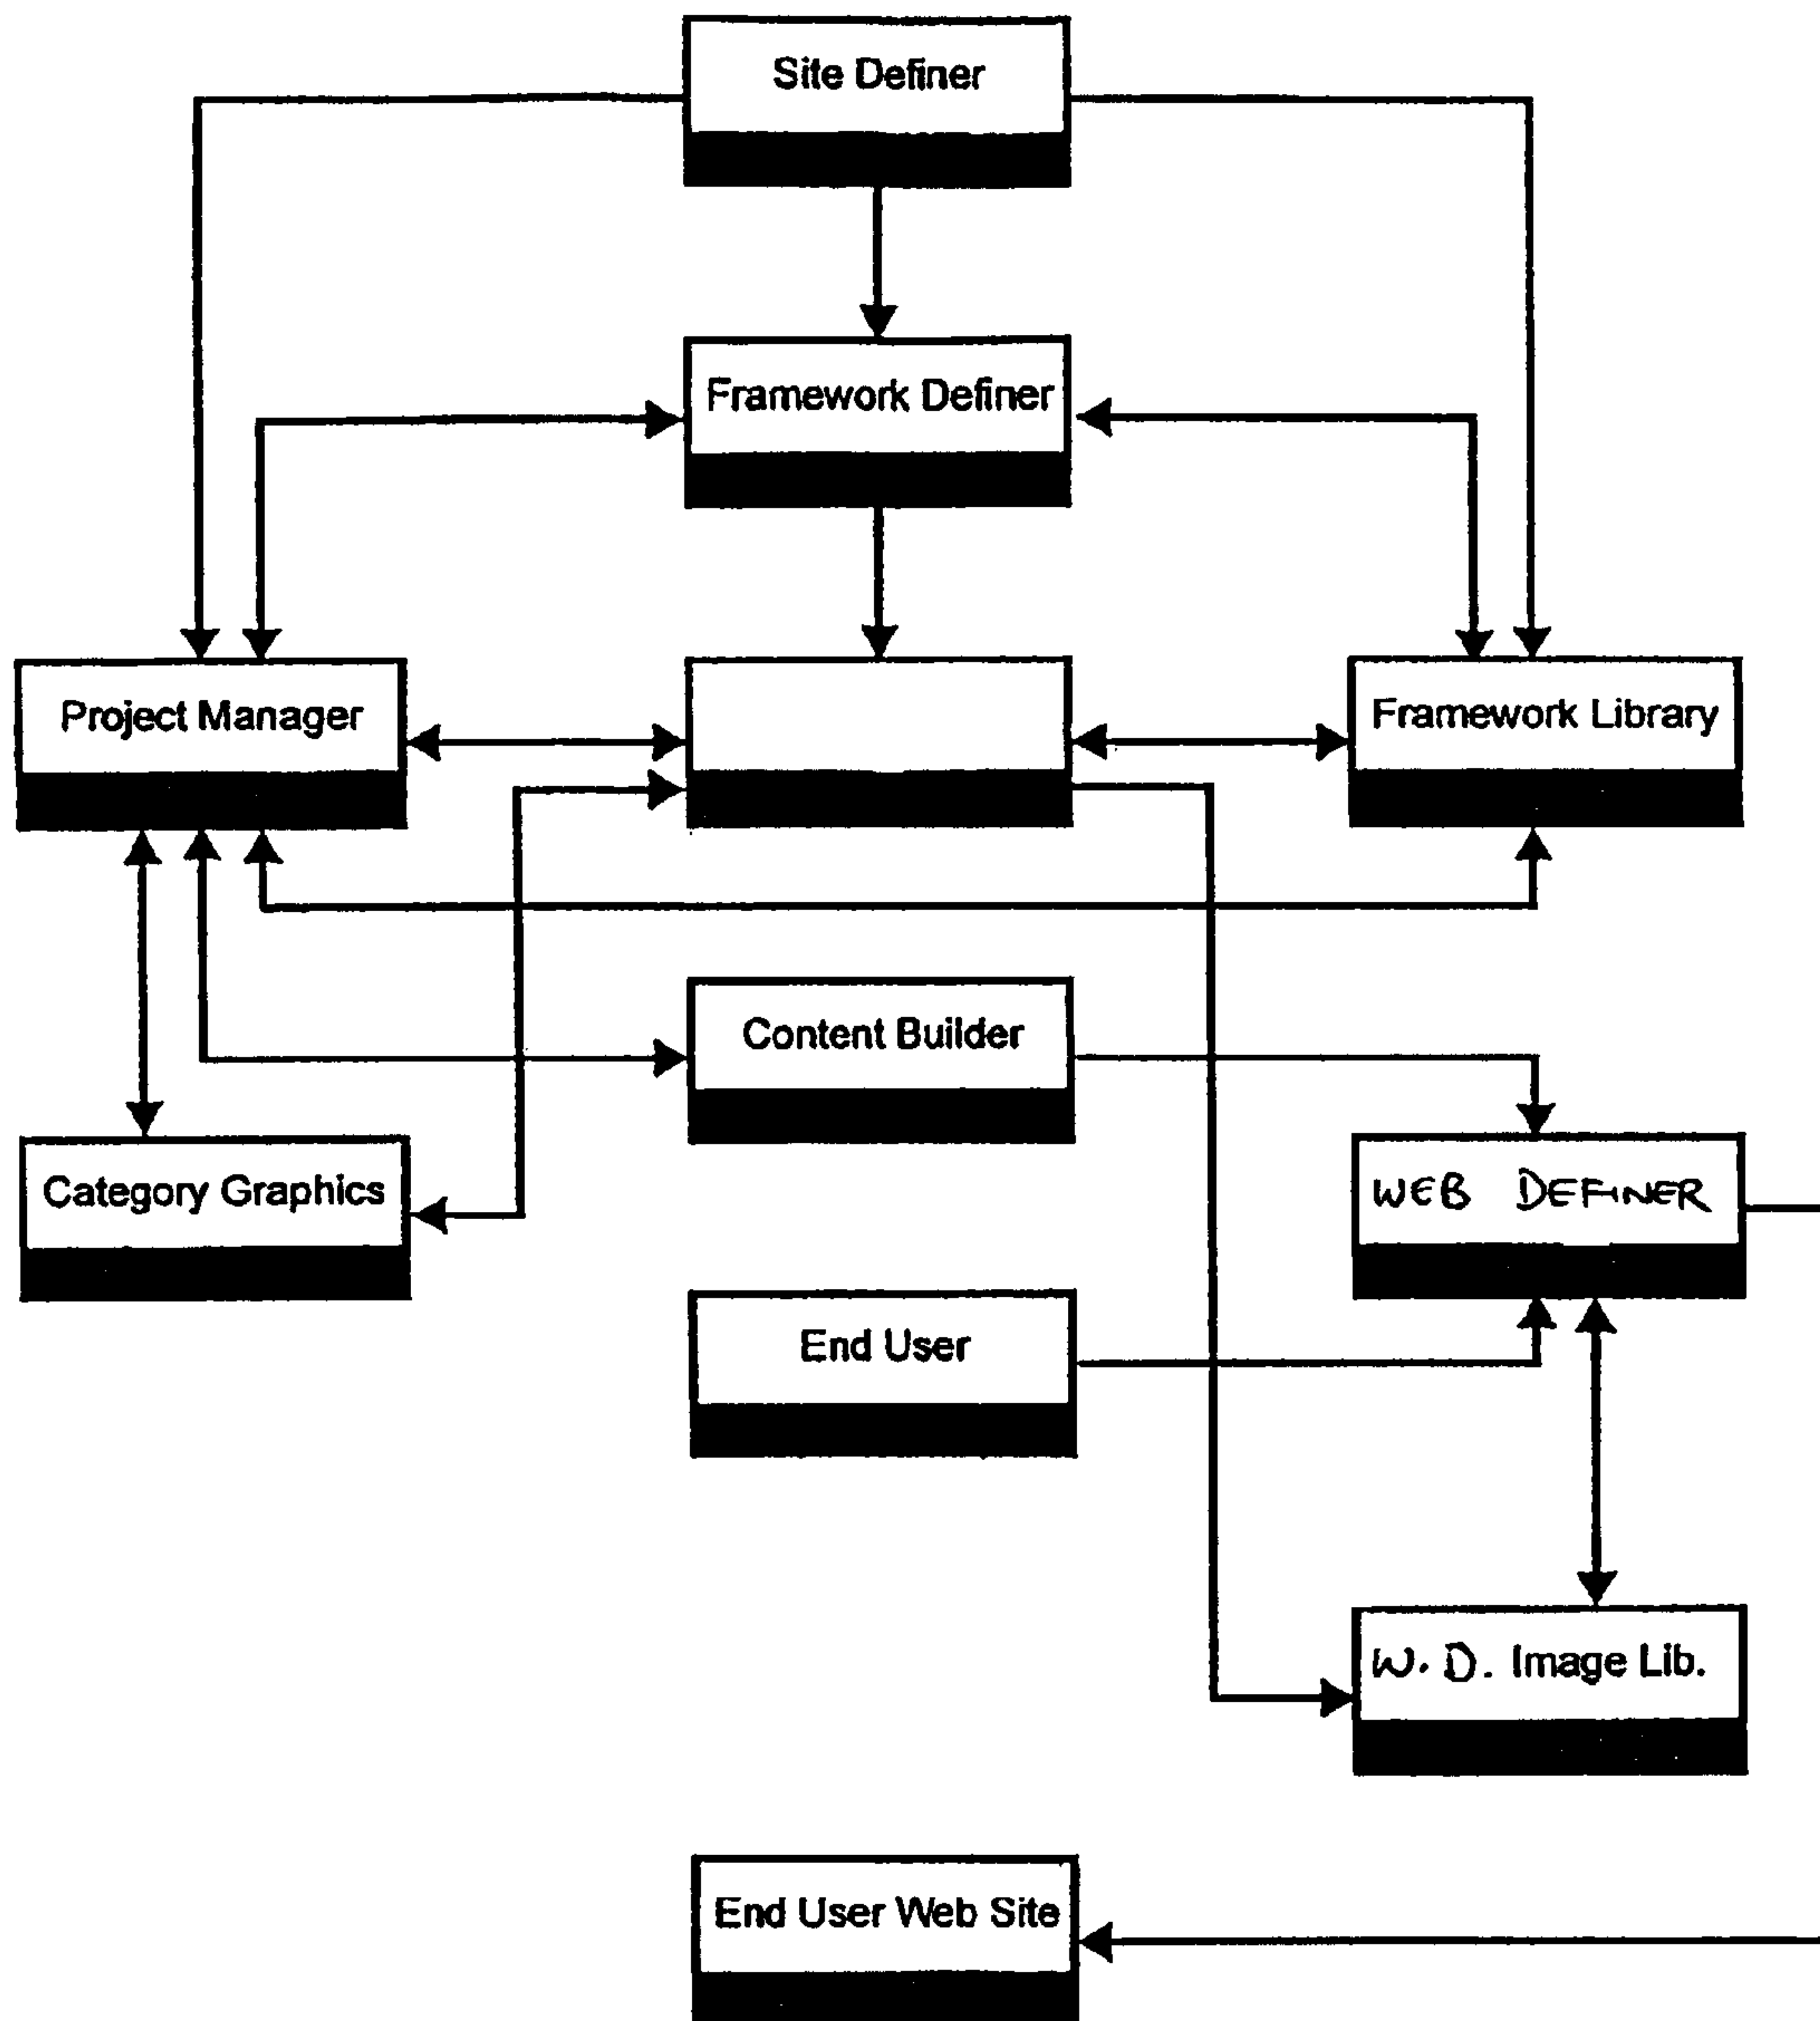 Site Definer
Framework Definer
Project Manager
Framework Library
Content Builder
Category Graphics
WEB DEFINER
End User
W.D. Image Lib.
End User Web Site